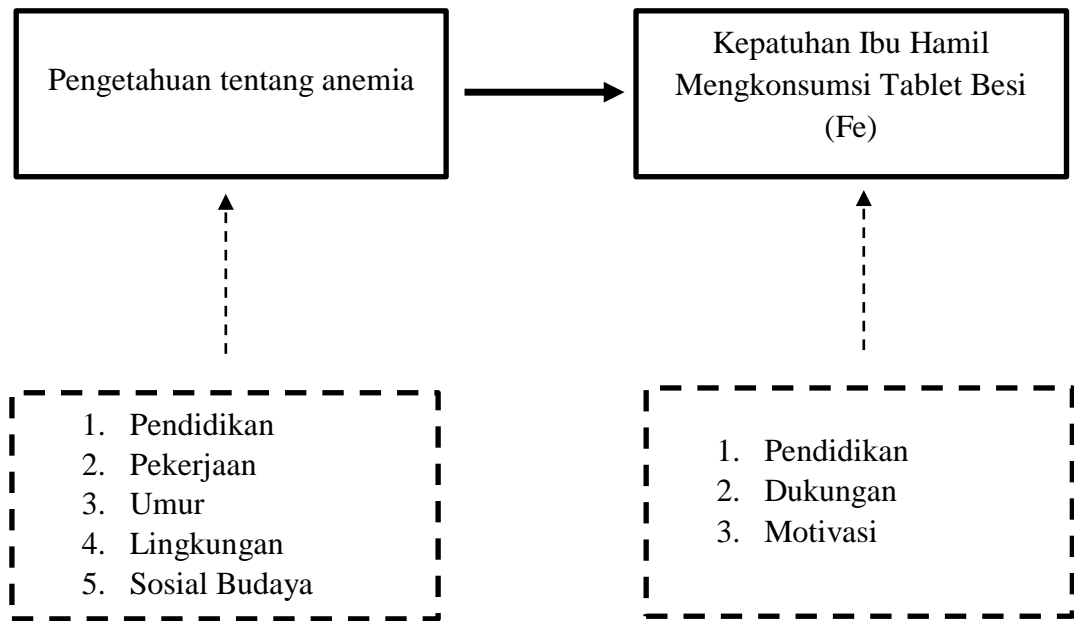 Pengetahuan tentang anemia
Kepatuhan Ibu Hamil
Mengkonsumsi Tablet Besi
(Fe)
1. Pendidikan
2. Pekerjaan
3. Umur
4. Lingkungan
5. Sosial Budaya
1. Pendidikan
2. Dukungan
3. Motivasi